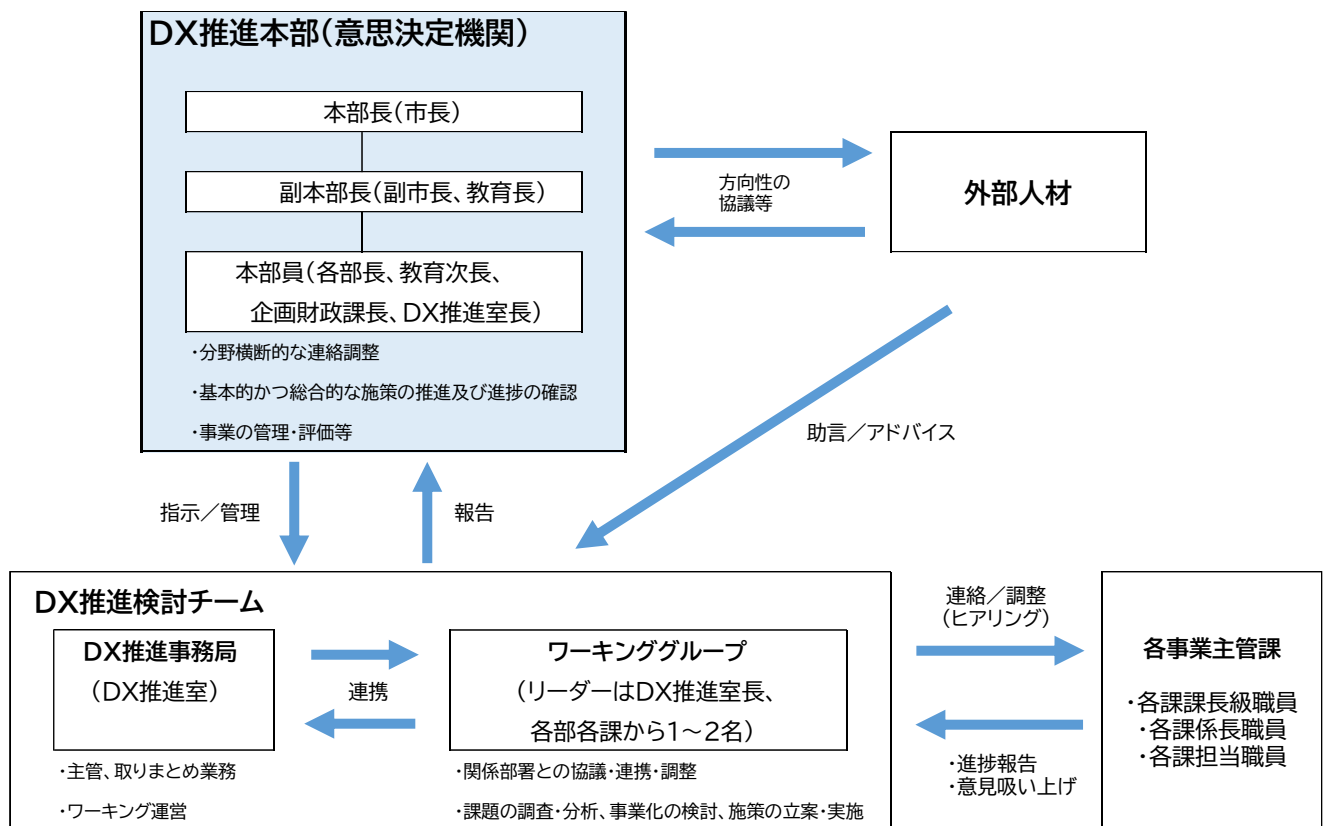 DX推進本部(意思決定機関)
本部長(市長)
副本部長(副市長、教育長)
本部員(各部長、教育次長、
企画財政課長、DX推進室長)
・分野横断的な連絡調整
・基本的かつ総合的な施策の推進及び進捗の確認
・事業の管理・評価等
方向性の
協議等
外部人材
助言/アドバイス
指示/管理
報告
DX推進検討チーム
DX推進事務局
(DX推進室)
・主管、取りまとめ業務
・ワーキング運営
連携
ワーキンググループ
(リーダーはDX推進室長、
各部各課から1~2名)
・関係部署との協議・連携・調整
・課題の調査・分析、事業化の検討、施策の立案・実施
連絡/調整
(ヒアリング)
・進捗報告
・意見吸い上げ
各事業主管課
・各課課長級職員
・各課係長職員
・各課担当職員